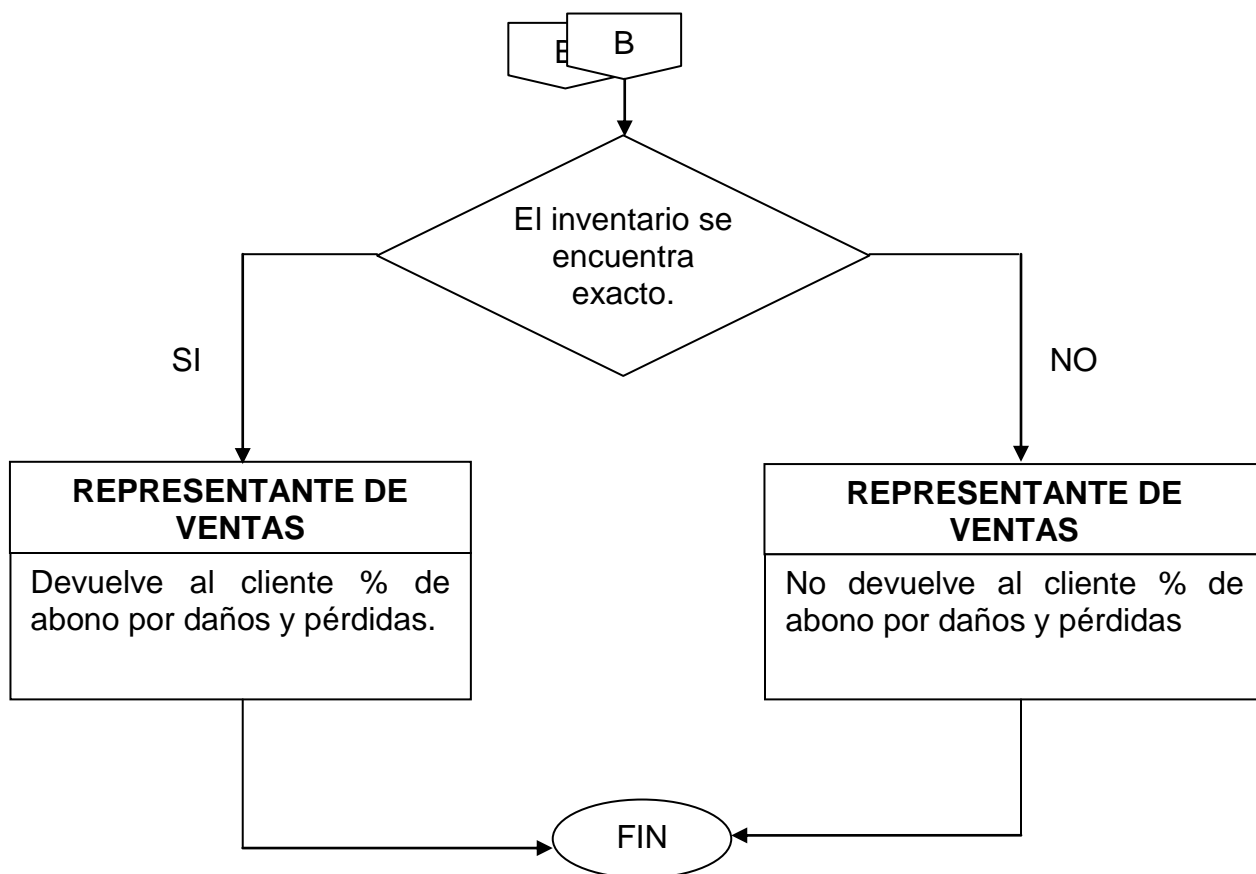 B
El inventario se
encuentra
exacto.
SI
NO
REPRESENTANTE DE
VENTAS
Devuelve al cliente % de
abono por daños y pérdidas.
REPRESENTANTE DE
VENTAS
No devuelve al cliente % de
abono por daños y pérdidas
FIN